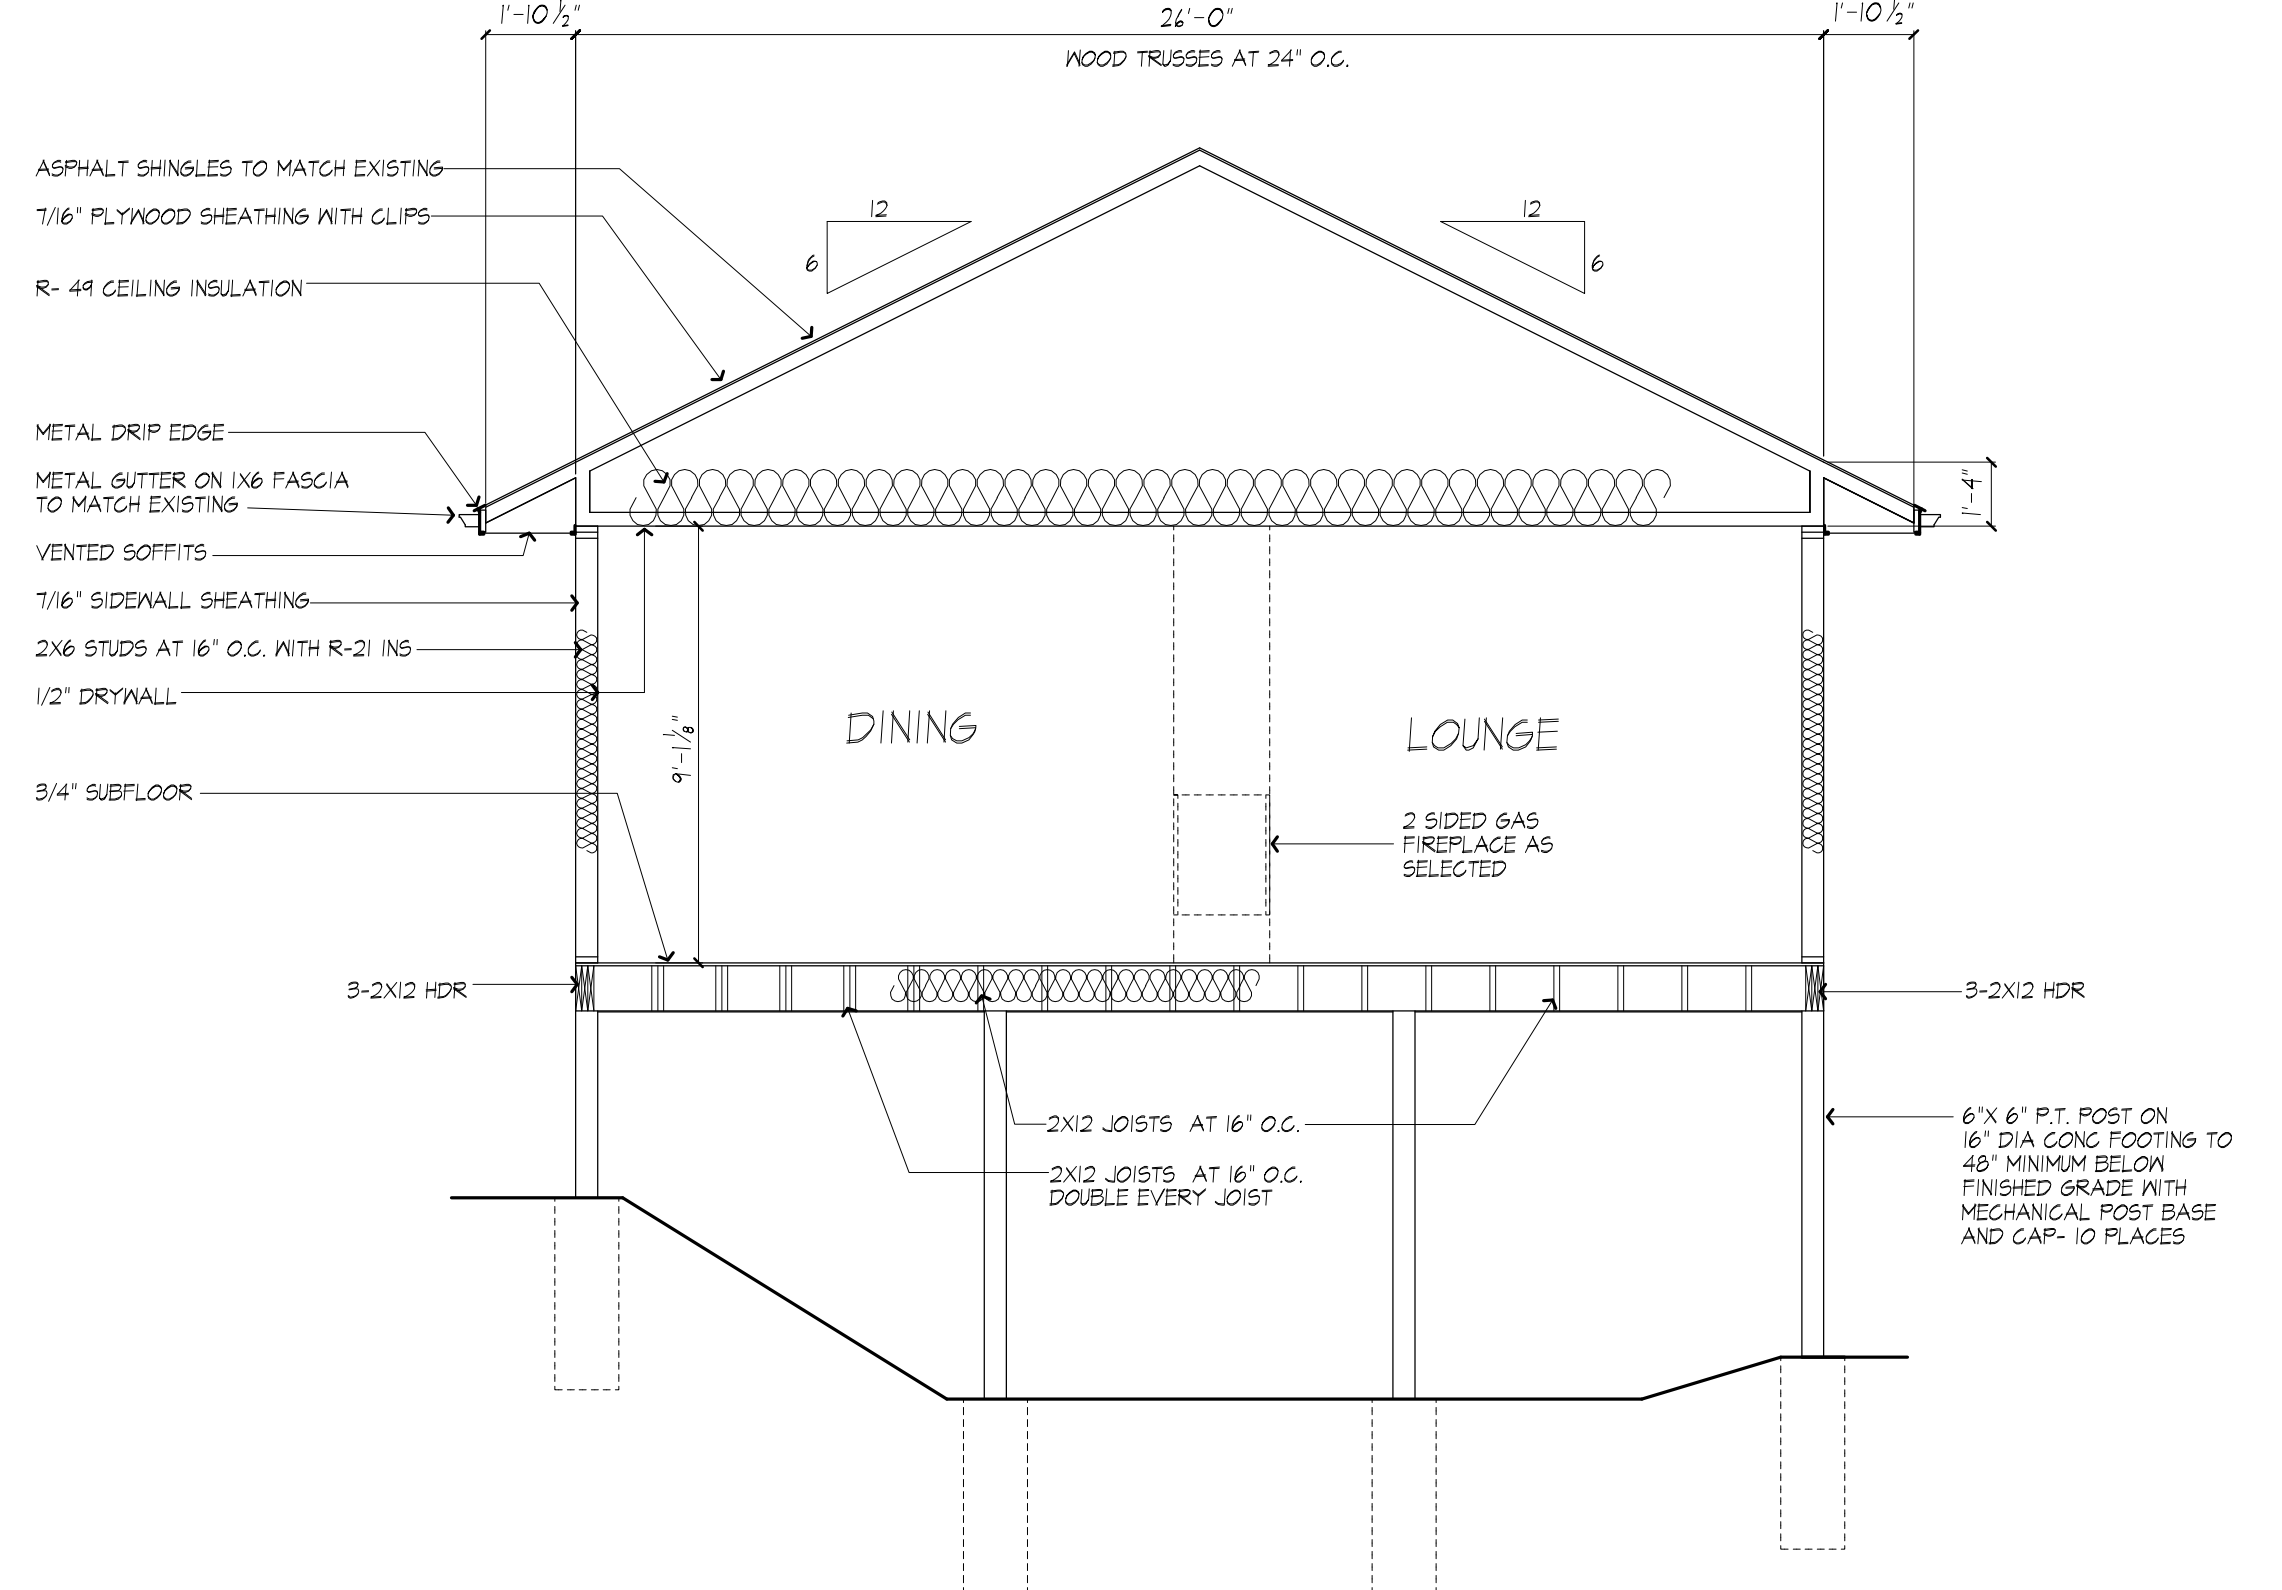 1'-10 1/2"
26'-0"
1'-10 1/2"
WOOD TRUSSES AT 24" O.C.
ASPHALT SHINGLES TO MATCH EXISTING
7/16" PLYWOOD SHEATHING WITH CLIPS
12
6
12
6
R- 49 CEILING INSULATION
METAL DRIP EDGE
METAL GUTTER ON 1X6 FASCIA
TO MATCH EXISTING
1'-4"
VENTED SOFFITS
7/16" SIDEWALL SHEATHING
2X6 STUDS AT 16" O.C. WITH R-21 INS
1/2" DRYWALL
9'-1 1/8"
DINING
LOUNGE
3/4" SUBFLOOR
2 SIDED GAS
FIREPLACE AS
SELECTED
3-2X12 HDR
3-2X12 HDR
2X12 JOISTS AT 16" O.C.
2X12 JOISTS AT 16" O.C.
DOUBLE EVERY JOIST
6"X 6" P.T. POST ON
16" DIA CONC FOOTING TO
48" MINIMUM BELOW
FINISHED GRADE WITH
MECHANICAL POST BASE
AND CAP- 10 PLACES